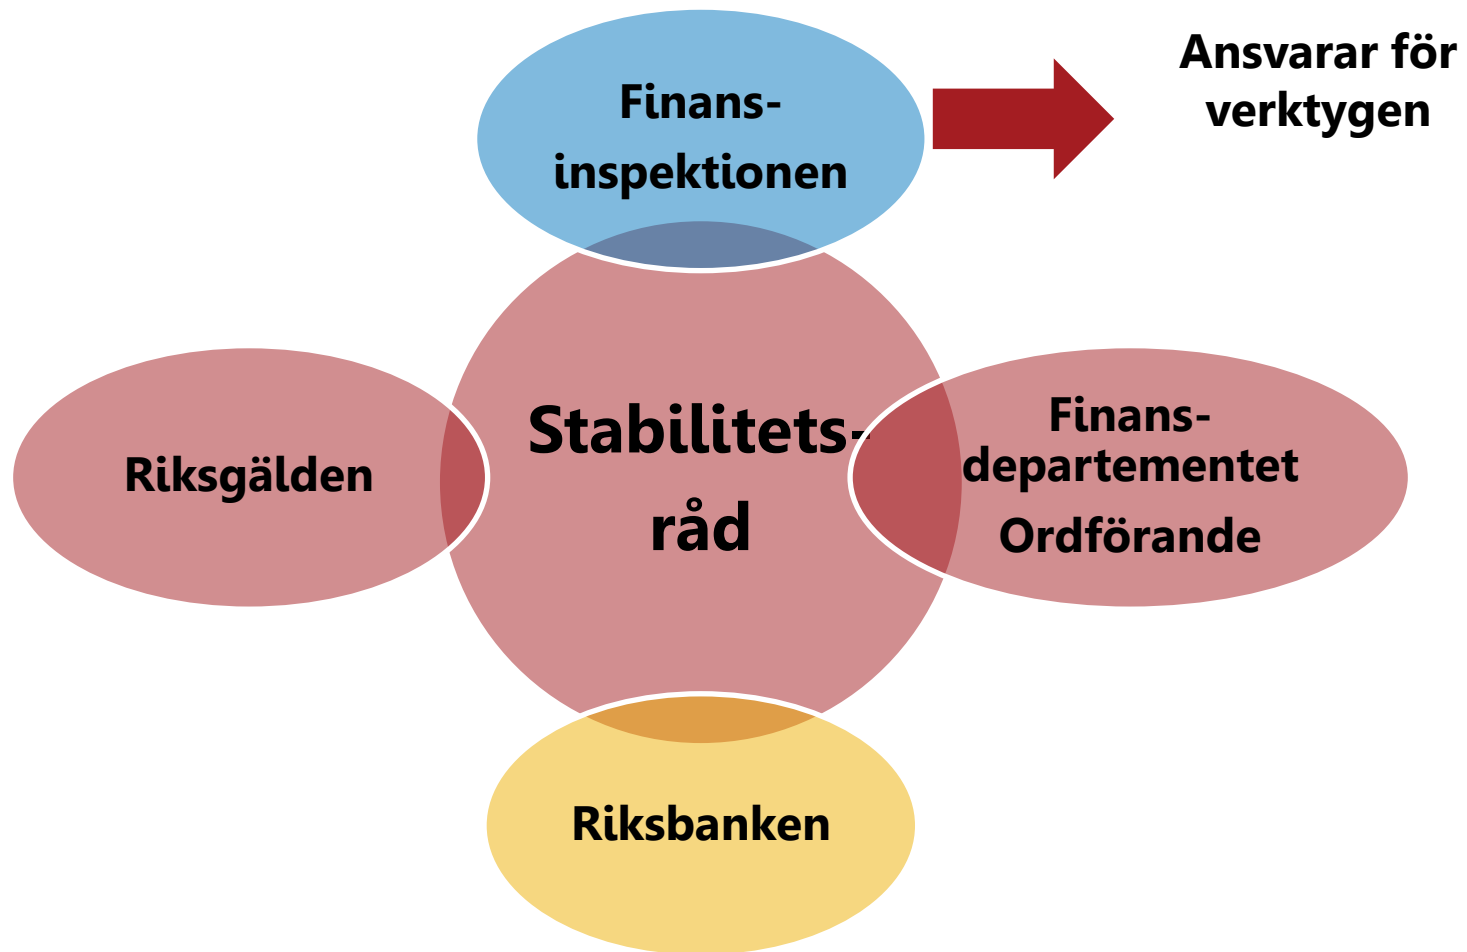 Finans-
inspektionen
Ansvarar för
verktygen
Stabilitets-
råd
Riksgälden
Finans-
departementet
Ordförande
Riksbanken